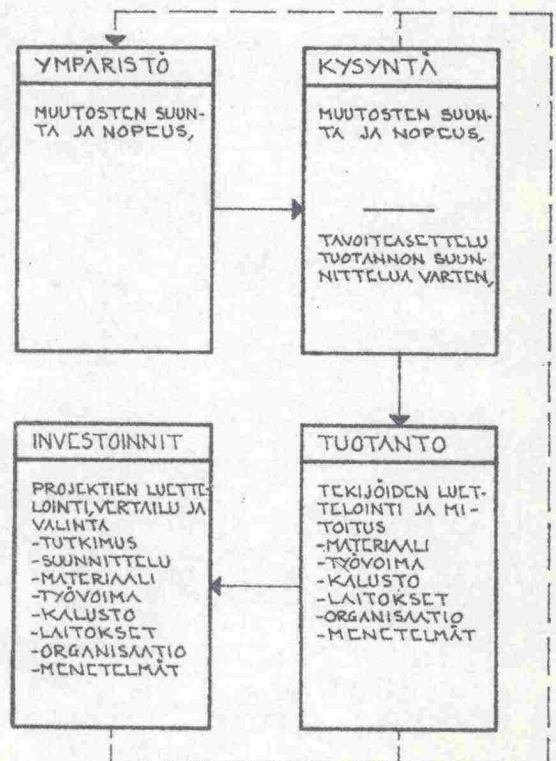 YMPÄRISTÖ
MUUTOSTEN SUUN-
TA JA NOPEUS,
KYSYNTÄ
MUUTOSTEN SUUN-
TA JA NOPEUS,
TAVOITEASETTELU
TUOTANNON SUUN-
NITTELUA VARTEN,
INVESTOINNIT
PROJEKTIEN LUETTE-
LOINTI, VERTAILU JA
VALINTA
-TUTKIMUS
-SUUNNITTELU
-MATERIAALI
-TYÖVOIMA
-KALUSTO
-LAITOKSET
-ORGANISAATIO
-MENETELMÄT
TUOTANTO
TEKIJÖIDEN LUET-
TELOINTI JA MI-
TOITUS
-MATERIAALI
-TYÖVOIMA
-KALUSTO
-LAITOKSET
-ORGANISAATIO
-MENETELMÄT